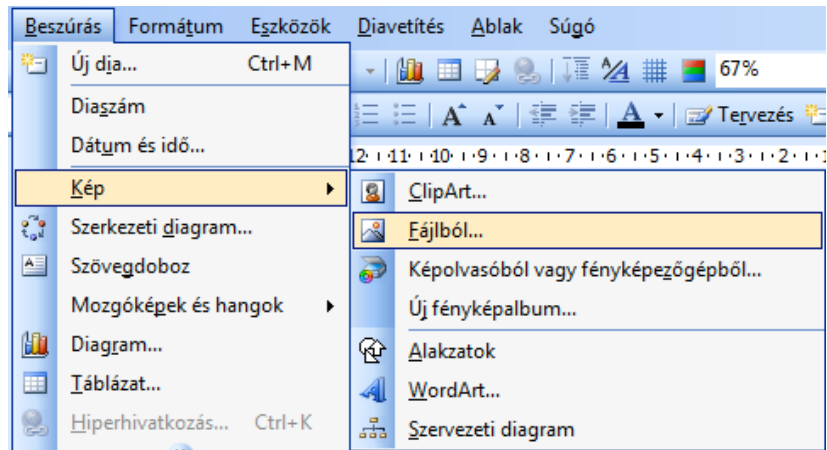 Beszúrás Formátum Eszközök Diavetítés Ablak Súgó
Új dia... Ctrl+M
67%
Diaszám
A A A Tervezés
Dátum és idő...
12 11 10 9 8 7 6 5 4 3 2 1
Kép
ClipArt...
Fájlból...
Képolvasóból vagy fényképezőgépből...
Új fényképalbum...
Alakzatok
WordArt...
Szervezeti diagram
Szerkezeti diagram...
Szövegdoboz
Mozgóképek és hangok
Diagram...
Táblázat...
Hiperhivatkozás... Ctrl+K